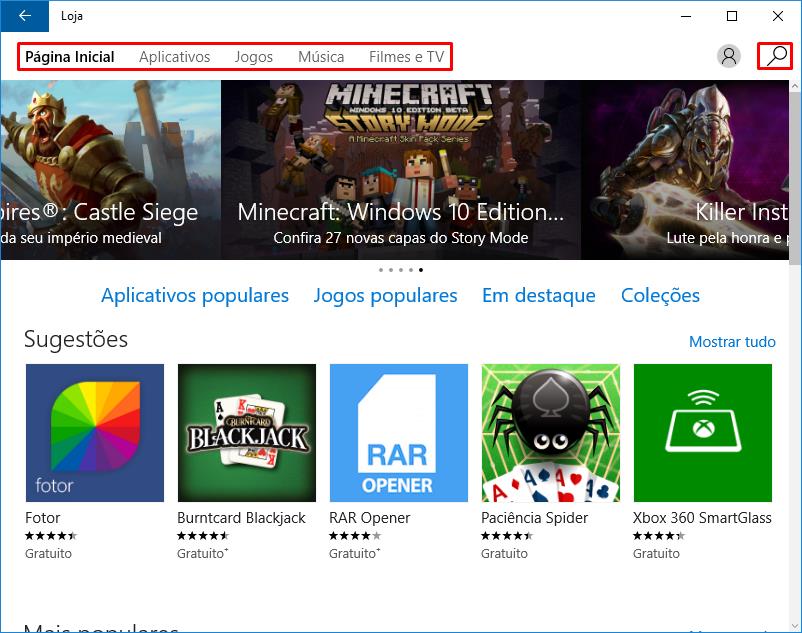 Loja
Página Inicial Aplicativos Jogos Música Filmes e TV
MINECRAFT
WINDOWS 10 EDITION BETA
STORY MODE
A Minecraft Skin Pack Series
pires®: Castle Siege
da seu império medieval
Minecraft: Windows 10 Edition...
Confira 27 novas capas do Story Mode
Killer Inst
Lute pela honra e p
Aplicativos populares Jogos populares Em destaque Coleções
Sugestões Mostrar tudo
fotor
BURNTCARD
BLACKJACK
RAR
OPENER
Fotor
Gratuito
Burntcard Blackjack
Gratuito+
RAR Opener
Gratuito+
Paciência Spider
Gratuito
Xbox 360 SmartGlass
Gratuito
Mais populares